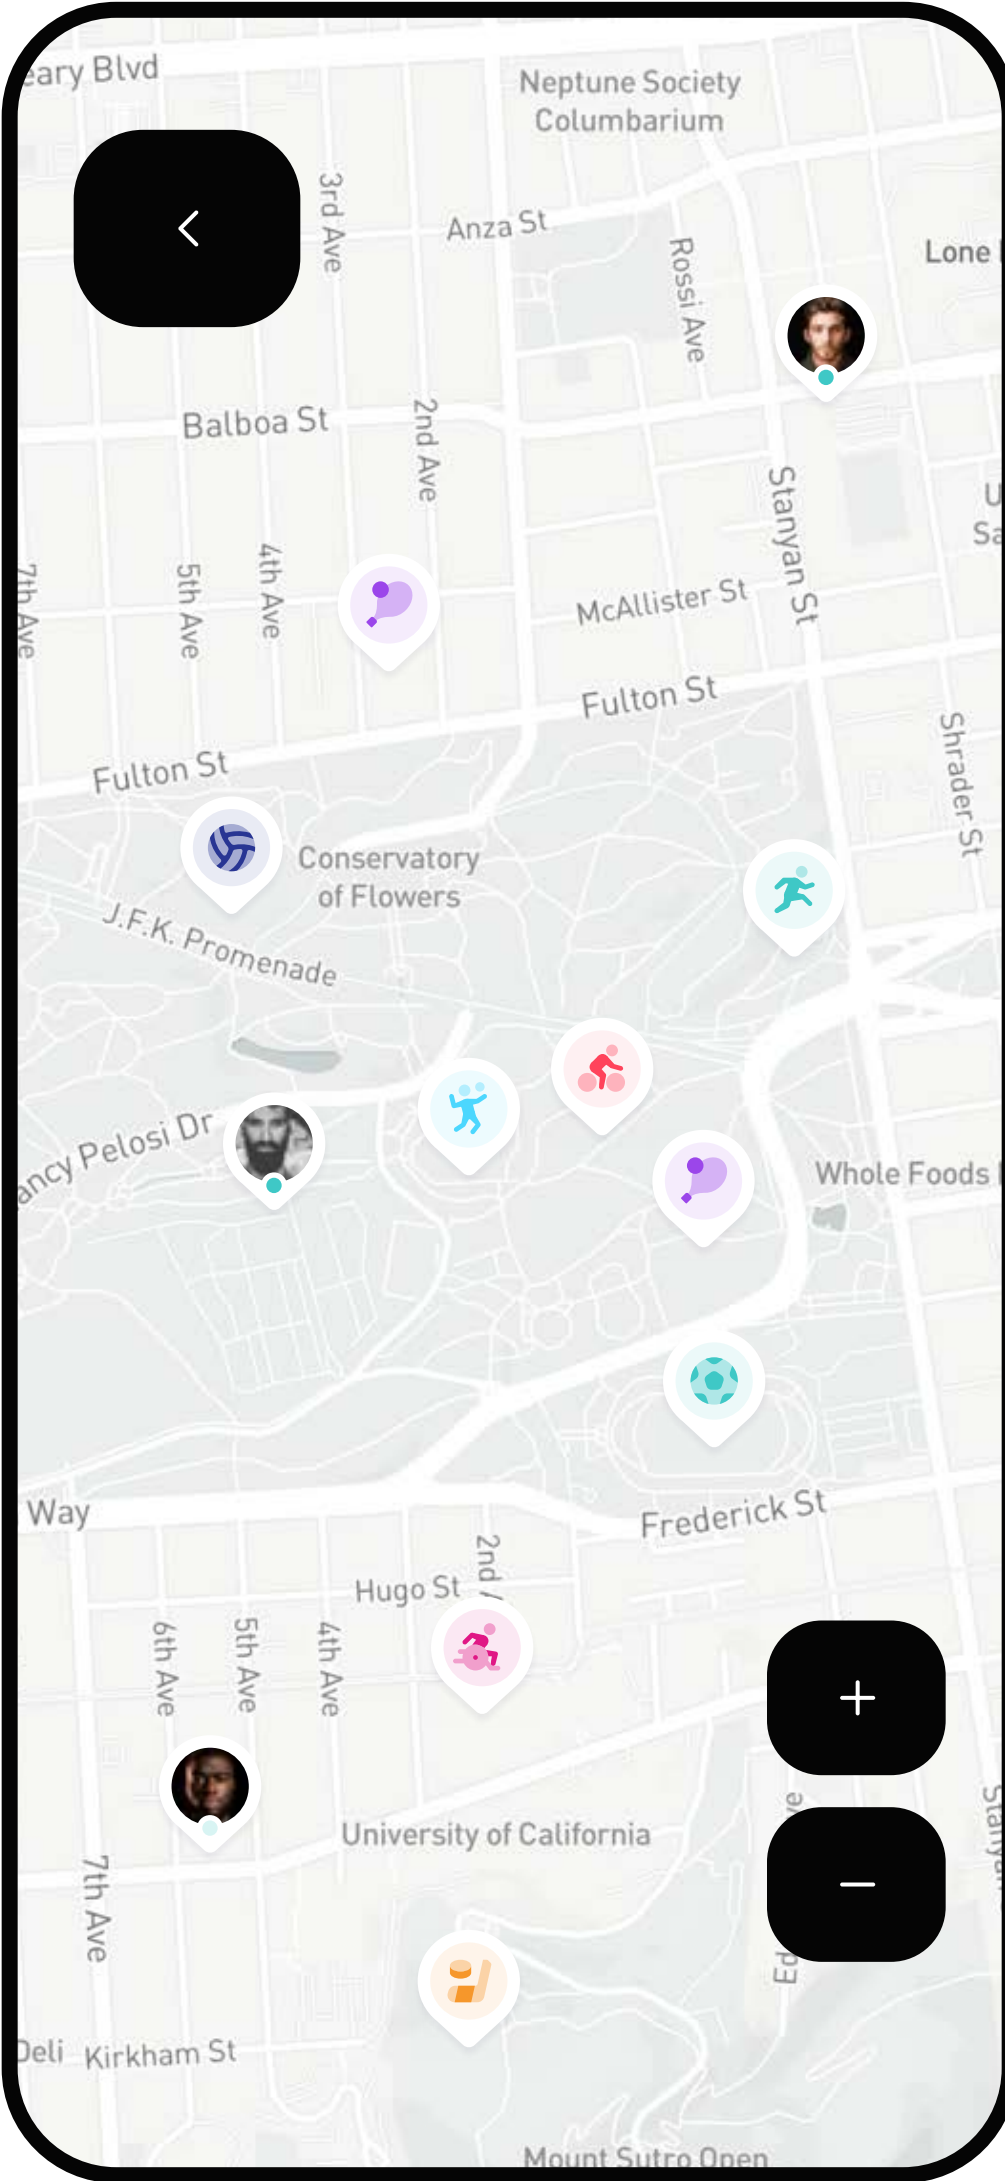 eary Blvd
Neptune Society
Columbarium
3rd Ave
Anza St
Rossi Ave
Lone
Balboa St
2nd Ave
Stanyan St
7th Ave
5th Ave
4th Ave
McAllister St
Fulton St
Fulton St
Shrader St
Conservatory
of Flowers
J.F.K. Promenade
ancy Pelosi Dr
Whole Foods
Way
Frederick St
2nd
Hugo St
6th Ave
5th Ave
4th Ave
University of California
7th Ave
Deli
Kirkham St
Mount Sutro Open